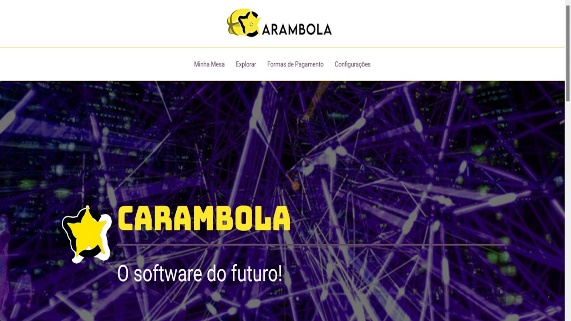 CARAMBOLA
Minha Mesa Explorar Formas de Pagamento Configurações
CARAMBOLA
O software do futuro!